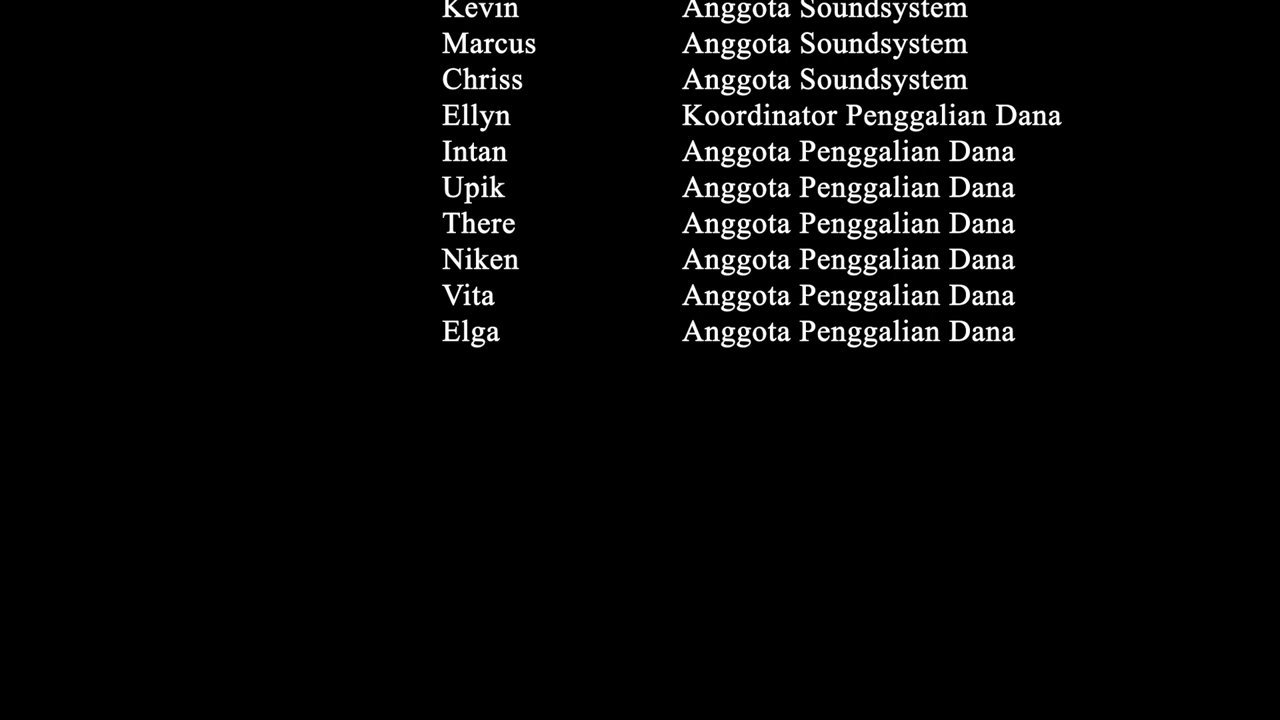 Kevin Anggota Soundsystem
Marcus Anggota Soundsystem
Chriss Anggota Soundsystem
Ellyn Koordinator Penggalian Dana
Intan Anggota Penggalian Dana
Upik Anggota Penggalian Dana
There Anggota Penggalian Dana
Niken Anggota Penggalian Dana
Vita Anggota Penggalian Dana
Elga Anggota Penggalian Dana